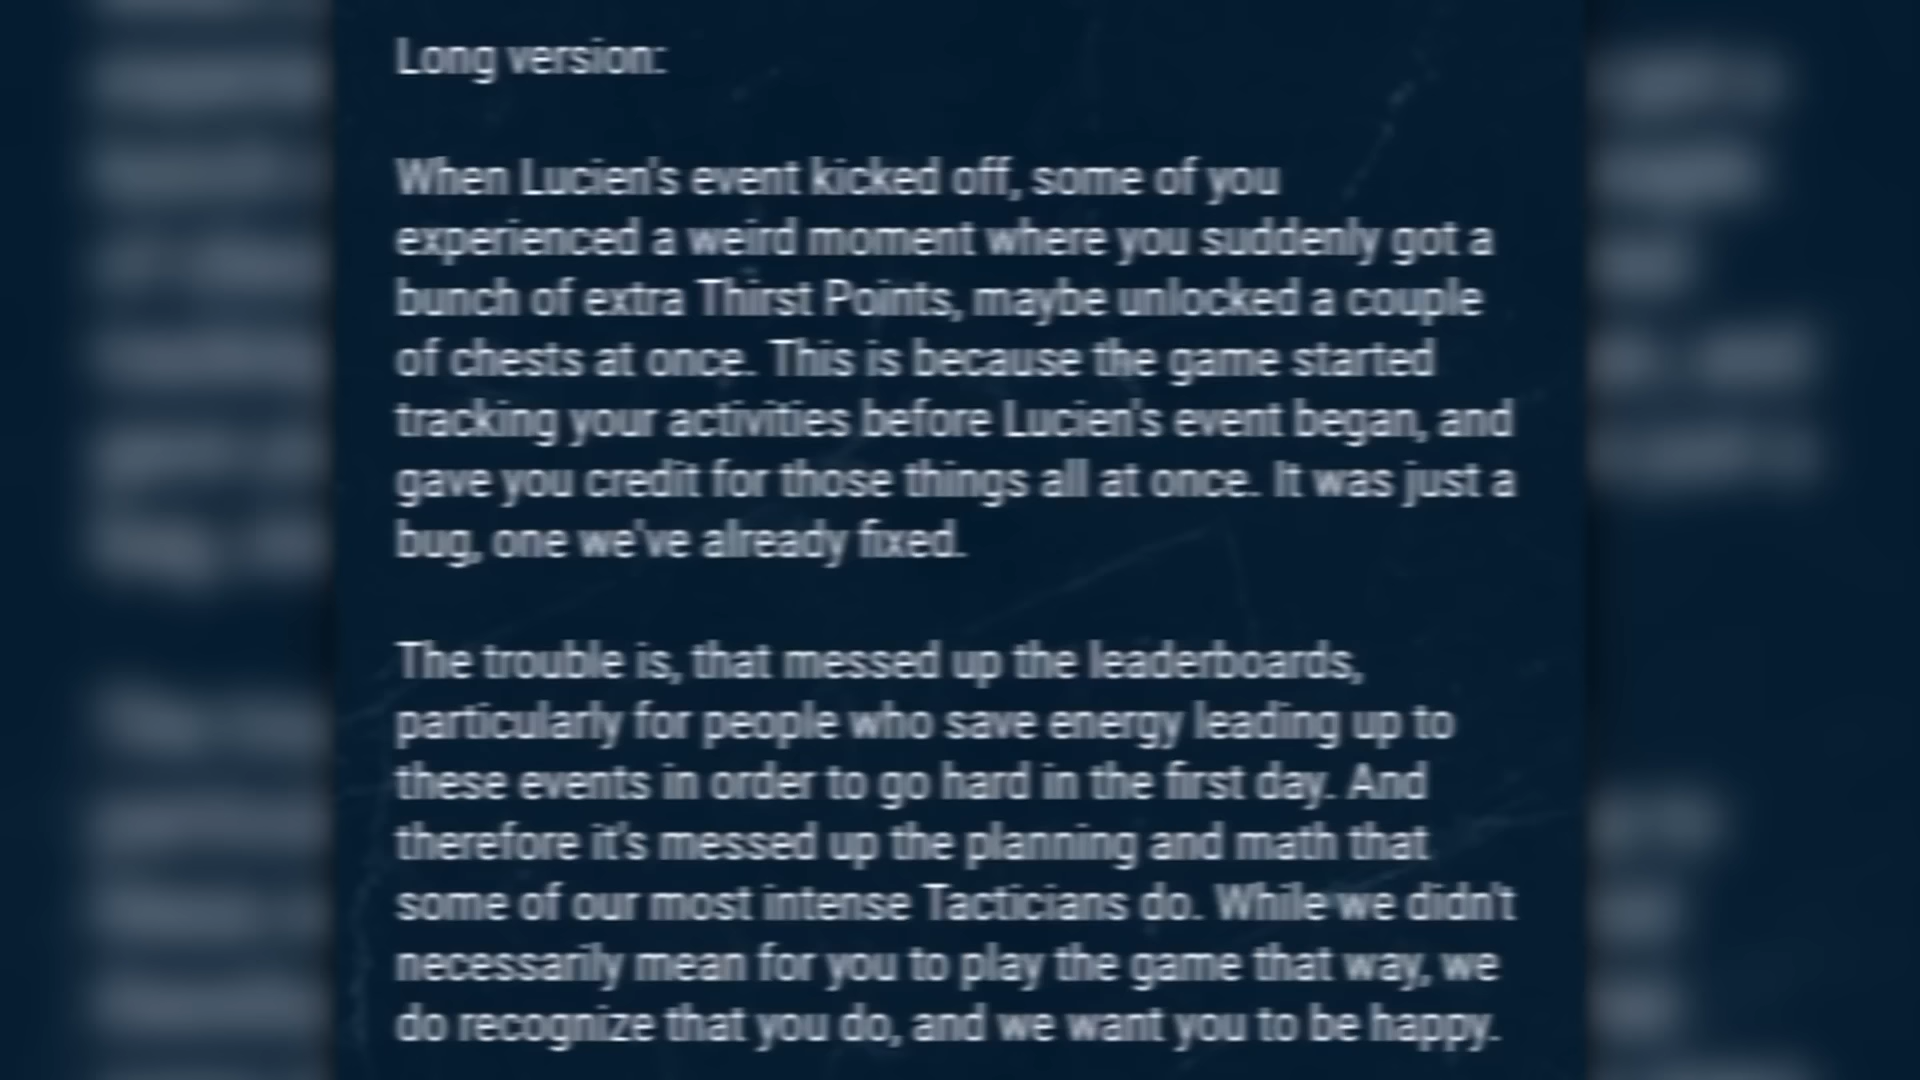 Long version:
When Lucien's event kicked off, some of you
experienced a weird moment where you suddenly got a
bunch of extra Thirst Points, maybe unlocked a couple
of chests at once. This is because the game started
tracking your activities before Lucien's event began, and
gave you credit for those things all at once. It was just a
bug, one we've already fixed.
The trouble is, that messed up the leaderboards,
particularly for people who save energy leading up to
these events in order to go hard in the first day. And
therefore it's messed up the planning and math that
some of our most intense Tacticians do. While we didn't
necessarily mean for you to play the game that way, we
do recognize that you do, and we want you to be happy.